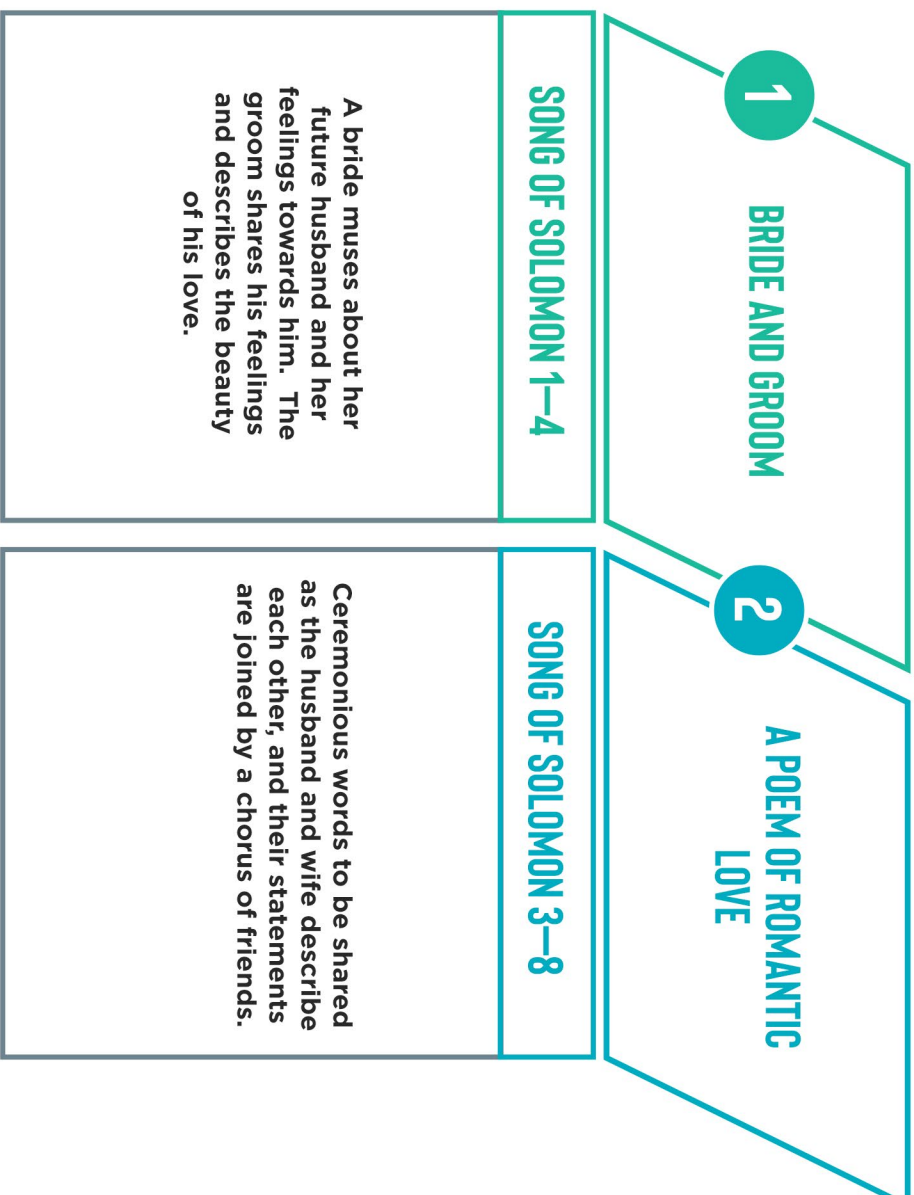 1
BRIDE AND GROOM
SONG OF SOLOMON 1—4
A bride muses about her
future husband and her
feelings towards him.  The
groom shares his feelings
and describes the beauty
of his love.
2
A POEM OF ROMANTIC
LOVE
SONG OF SOLOMON 3—8
Ceremonious words to be shared
as the husband and wife describe
each other, and their statements
are joined by a chorus of friends.